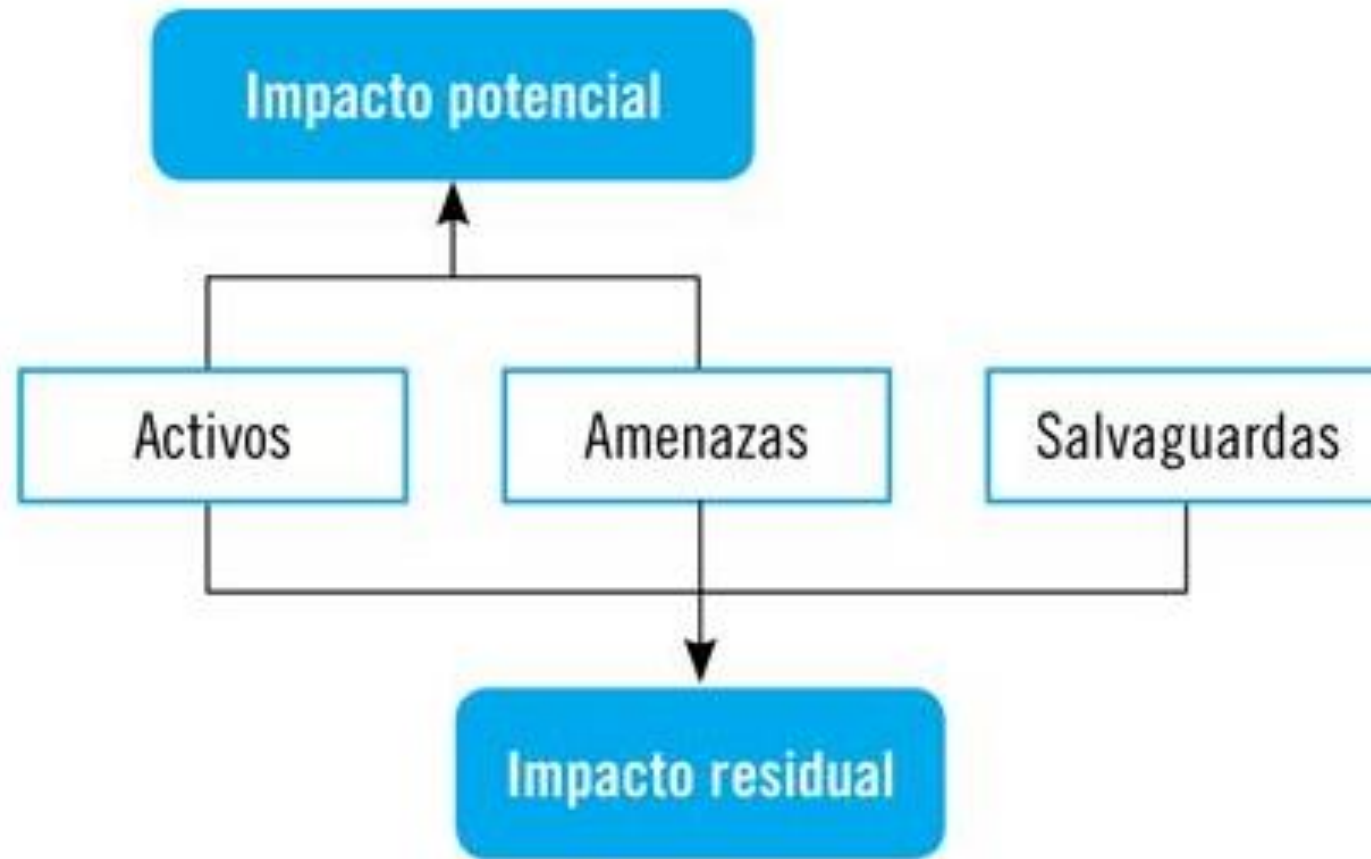 Impacto potencial
Activos
Amenazas
Salvaguardas
Impacto residual